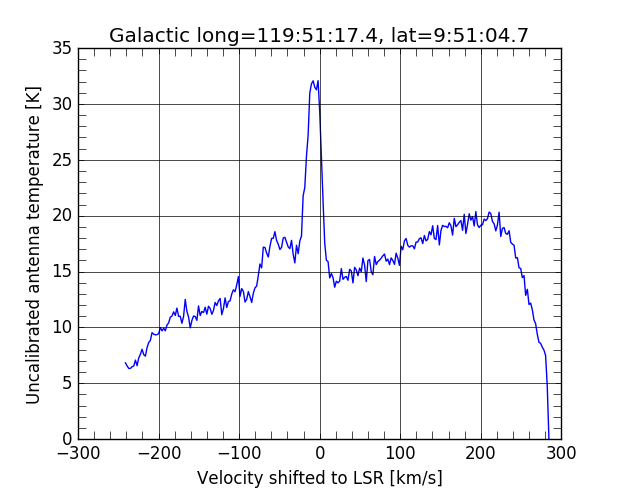 Galactic long=119:51:17.4, lat=9:51:04.7
35
30
25
20
15
10
5
0
Uncalibrated antenna temperature [K]
−300 −200 −100 0 100 200 300
Velocity shifted to LSR [km/s]